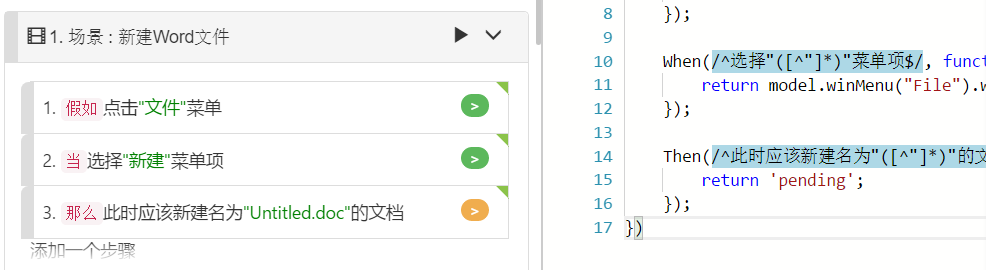 1. 场景 : 新建Word文件
1. 假如 点击"文件"菜单 >
2. 当 选择"新建"菜单项 >
3. 那么 此时应该新建名为"Untitled.doc"的文档 >
添加一个步骤
8 });
9
10 When(/^选择"([^"]*)"菜单项$/, funct
11 return model.winMenu("File").w
12 });
13
14 Then(/^此时应该新建名为"([^"]*)"的文
15 return 'pending';
16 });
17 })